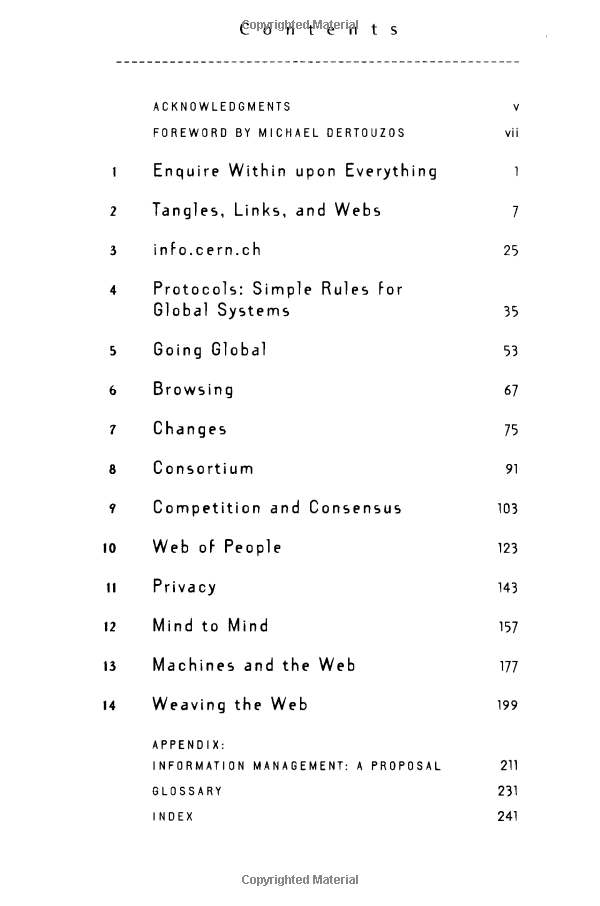 Copyrighted Material
Contents
ACKNOWLEDGMENTS v
FOREWORD BY MICHAEL DERTOUZOS vii
1 Enquire Within upon Everything 1
2 Tangles, Links, and Webs 7
3 info.cern.ch 25
4 Protocols: Simple Rules for
Global Systems 35
5 Going Global 53
6 Browsing 67
7 Changes 75
8 Consortium 91
9 Competition and Consensus 103
10 Web of People 123
11 Privacy 143
12 Mind to Mind 157
13 Machines and the Web 177
14 Weaving the Web 199
APPENDIX:
INFORMATION MANAGEMENT: A PROPOSAL 211
GLOSSARY 231
INDEX 241
Copyrighted Material